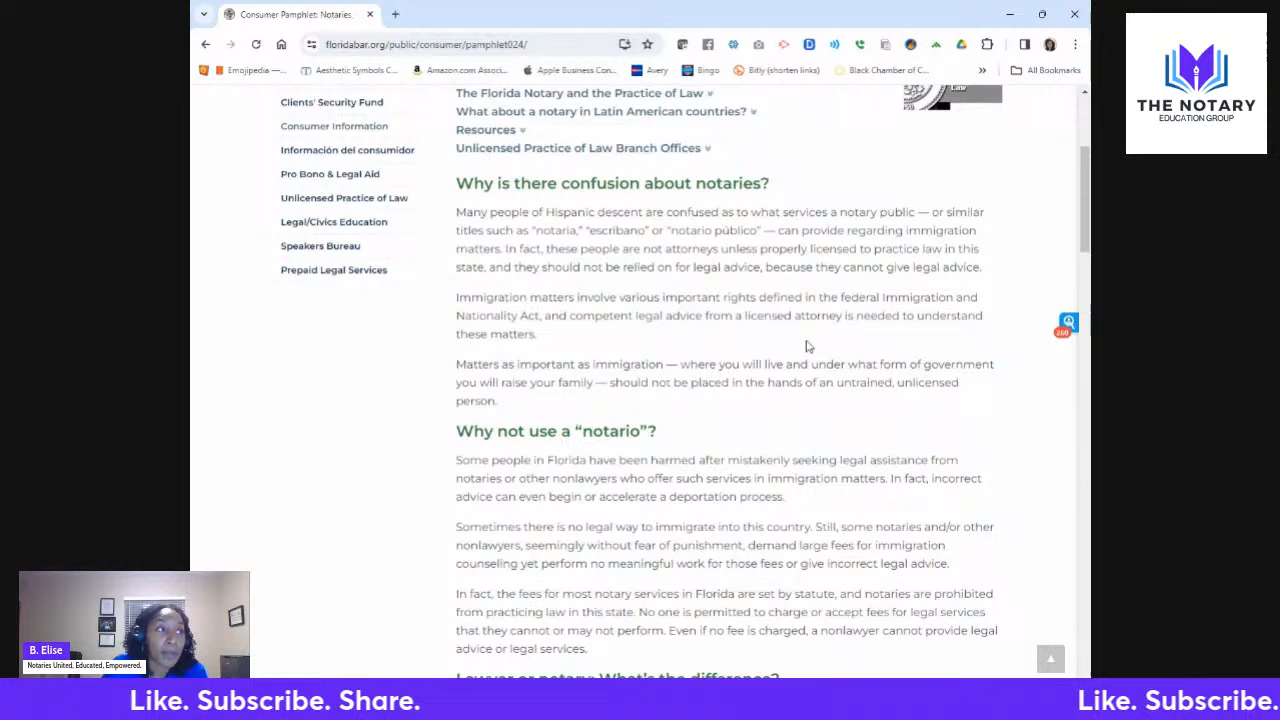 Consumer Pamphlet: Notaries,
floridabar.org/public/consumer/pamphlet024/
Emojipedia —...
Aesthetic Symbols C...
Amazon.com Associ...
Apple Business Con...
Avery
Bingo
Bitly (shorten links)
Black Chamber of C...
All Bookmarks
THE NOTARY
EDUCATION GROUP
Clients' Security Fund
Consumer Information
Información del consumidor
Pro Bono & Legal Aid
Unlicensed Practice of Law
Legal/Civics Education
Speakers Bureau
Prepaid Legal Services
The Florida Notary and the Practice of Law
What about a notary in Latin American countries?
Resources
Unlicensed Practice of Law Branch Offices
Law
Why is there confusion about notaries?
Many people of Hispanic descent are confused as to what services a notary public — or similar
titles such as “notaria,” “escribano” or “notario público” — can provide regarding immigration
matters. In fact, these people are not attorneys unless properly licensed to practice law in this
state, and they should not be relied on for legal advice, because they cannot give legal advice.
Immigration matters involve various important rights defined in the federal Immigration and
Nationality Act, and competent legal advice from a licensed attorney is needed to understand
these matters.
Matters as important as immigration — where you will live and under what form of government
you will raise your family — should not be placed in the hands of an untrained, unlicensed
person.
Why not use a “notario”?
Some people in Florida have been harmed after mistakenly seeking legal assistance from
notaries or other nonlawyers who offer such services in immigration matters. In fact, incorrect
advice can even begin or accelerate a deportation process.
Sometimes there is no legal way to immigrate into this country. Still, some notaries and/or other
nonlawyers, seemingly without fear of punishment, demand large fees for immigration
counseling yet perform no meaningful work for those fees or give incorrect legal advice.
In fact, the fees for most notary services in Florida are set by statute, and notaries are prohibited
from practicing law in this state. No one is permitted to charge or accept fees for legal services
that they cannot or may not perform. Even if no fee is charged, a nonlawyer cannot provide legal
advice or legal services.
Lawyer or notary: What's the difference?
260
B. Elise
Notaries United, Educated, Empowered.
Like. Subscribe. Share.
Like. Subscribe.